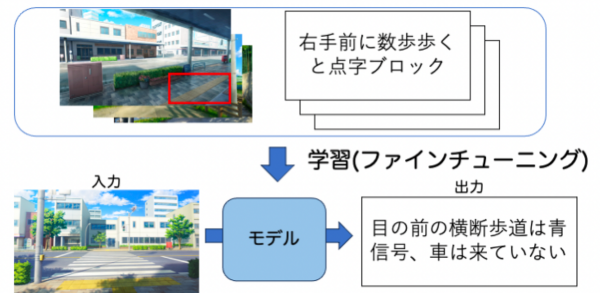 右手前に数歩歩く
と点字ブロック
学習(ファインチューニング)
入力
出力
モデル
目の前の横断歩道は青
信号、車は来ていない